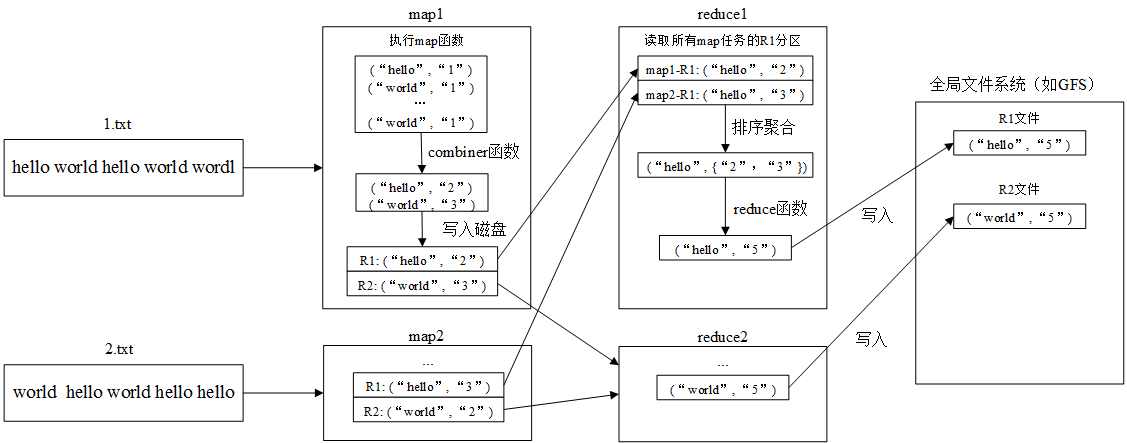 1.txt
hello world hello world wordl
2.txt
world  hello world hello hello
map1
执行map函数
(“hello”, “1”)
(“world”, “1”)
...
(“world”, “1”)
combiner函数
(“hello”, “2”)
(“world”, “3”)
写入磁盘
R1: (“hello”, “2”)
R2: (“world”, “3”)
map2
...
R1: (“hello”, “3”)
R2: (“world”, “2”)
reduce1
读取所有map任务的R1分区
map1-R1: (“hello”, “2”)
map2-R1: (“hello”, “3”)
排序聚合
(“hello”, {“2”， “3”})
reduce函数
(“hello”, “5”)
reduce2
...
(“world”, “5”)
写入
写入
全局文件系统（如GFS）
R1文件
(“hello”, “5”)
R2文件
(“world”, “5”)